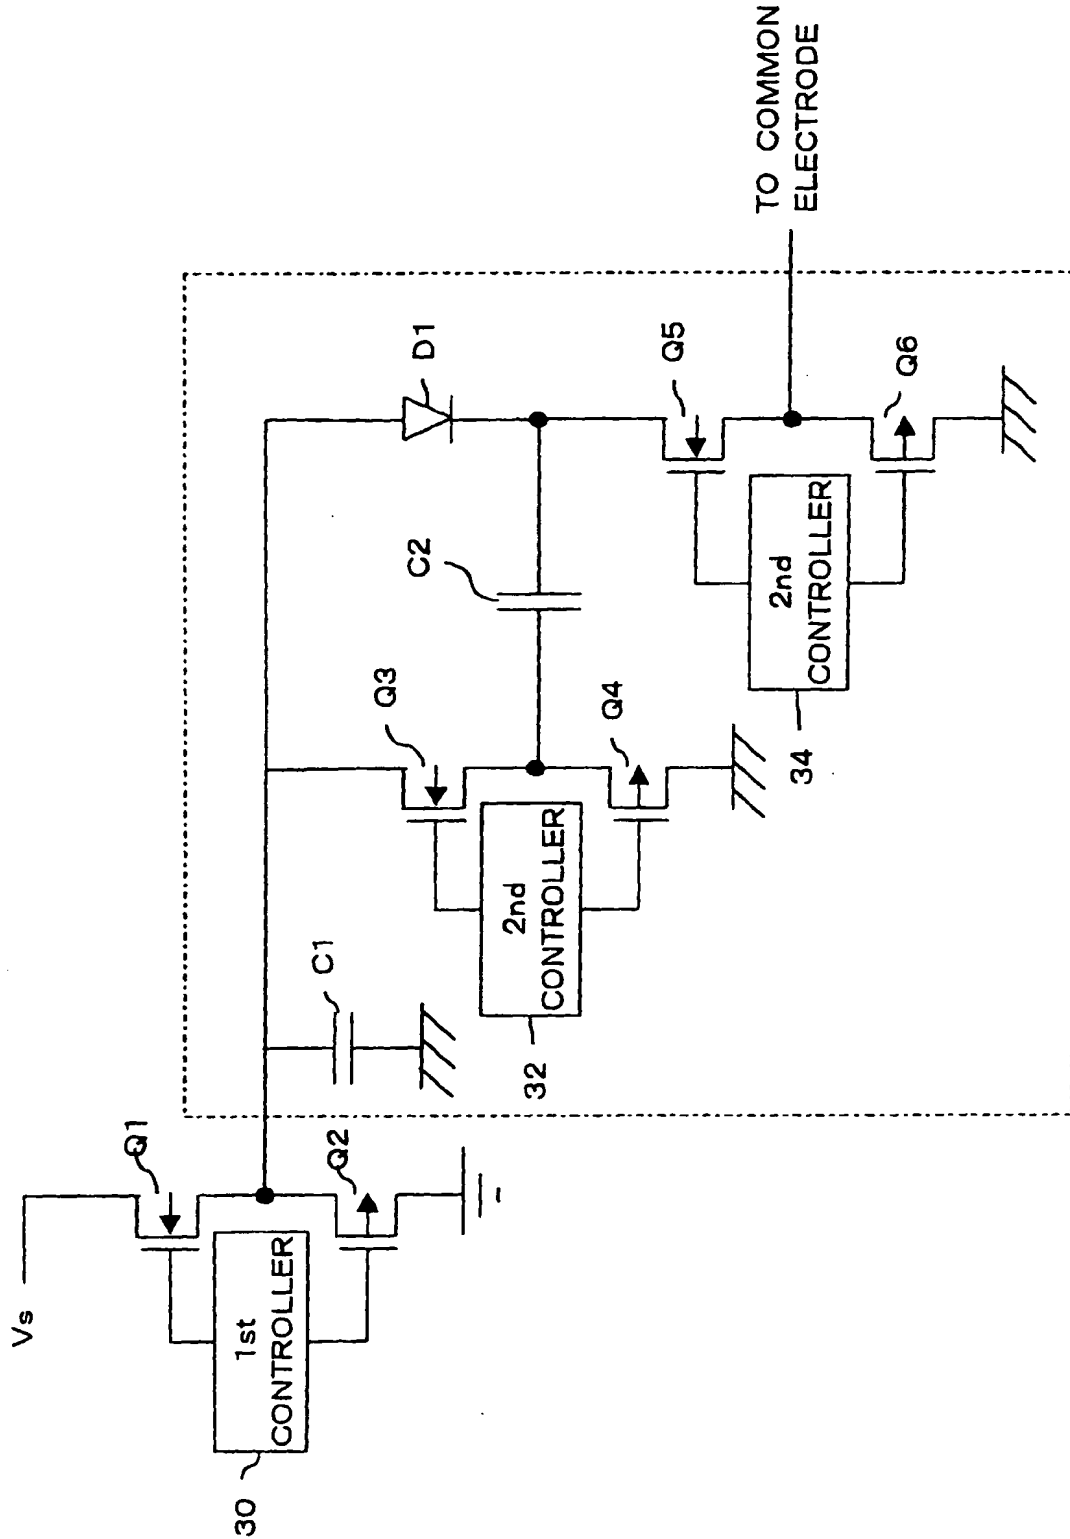 Vs
Q1
Q2
30
1st
CONTROLLER
C1
Q3
Q4
32
2nd
CONTROLLER
C2
D1
Q5
Q6
34
2nd
CONTROLLER
TO COMMON
ELECTRODE